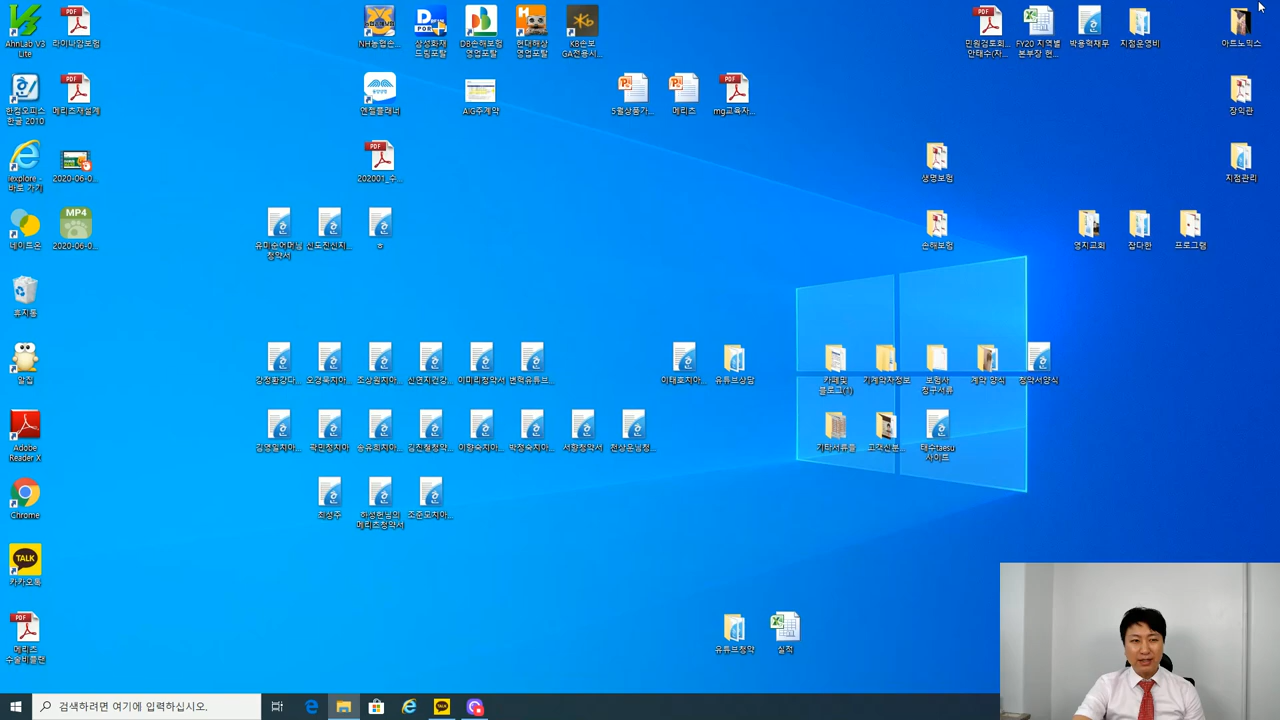 AhnLab V3
Lite
라이나암보험
NH농협손...
삼성화재
드림포탈
DB손해보험
영업포탈
현대해상
영업포탈
KB손보
GA전용시...
민원검토회...
안태수(자...
FY20 지역별
본부장 현...
박용혁재무
지점운영비
아트노믹스
한컴오피스
한글 2010
메리츠재설계
엔젤플래너
AIG주계약
5월상품가...
메리츠
mg교육자...
장익관
iexplore -
바로 가기
2020-06-0...
202001_수...
생명보험
지점관리
네이트온
MP4
2020-06-0...
유미숙어머님
청약서
신도진신지...
ㅎ
손해보험
명지교회
잡다한
프로그램
휴지통
알집
강정화강다...
오경묵치아...
조상원치아...
신현지건강...
이미리청약서
변혁유튜브...
이태호치아...
유튜브상담
카페및
블로그(1)
기계약자정보
보험사
청구서류
계약 양식
청약서양식
Adobe
Reader X
김영일치아...
곽민정치아
송유화치아...
김진철청약...
이향숙치아...
박정숙치아...
서향청약서
전상운님청...
기타서류들
고객신분...
태수taesu
사이트
Chrome
최성주
한성헌님의
메리츠청약서
조준모치아...
TALK
카카오톡
메리츠
수술비플랜
유튜브청약
실적
검색하려면 여기에 입력하십시오.